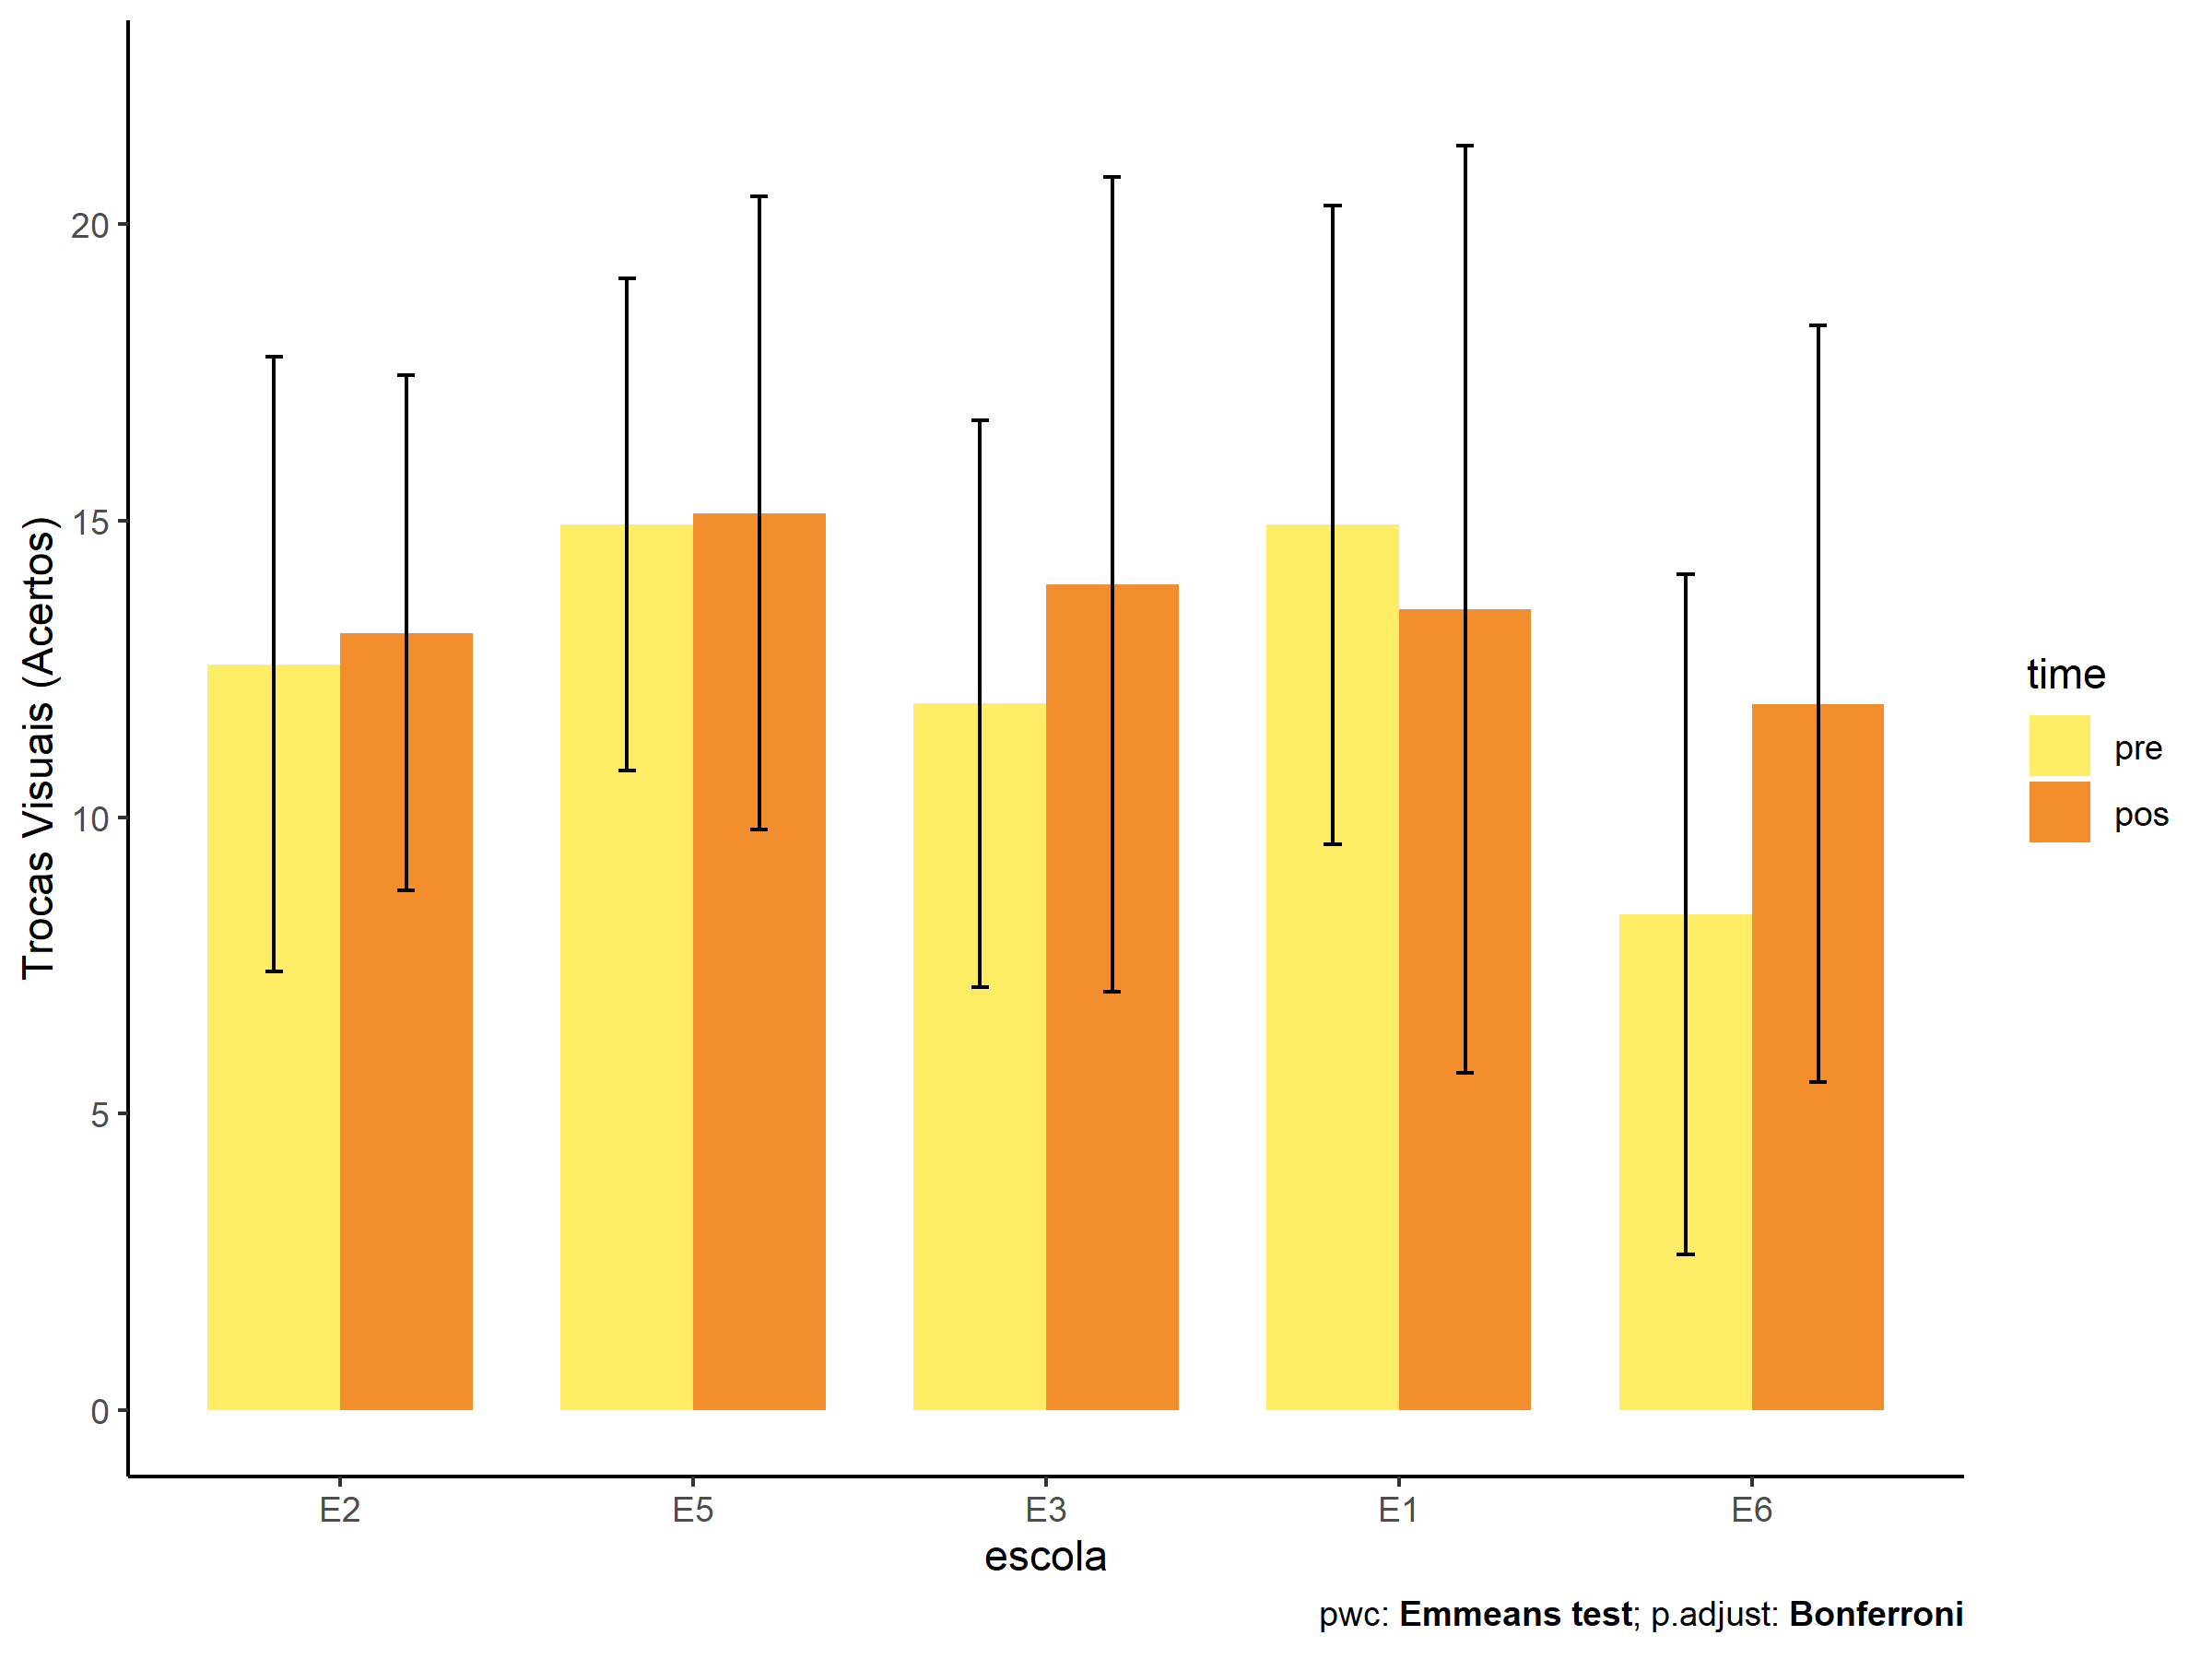 Trocas Visuais (Acertos)
20
15
10
5
0
E2 E5 E3 E1 E6
escola
time
pre
pos
pwc: Emmeans test; p.adjust: Bonferroni